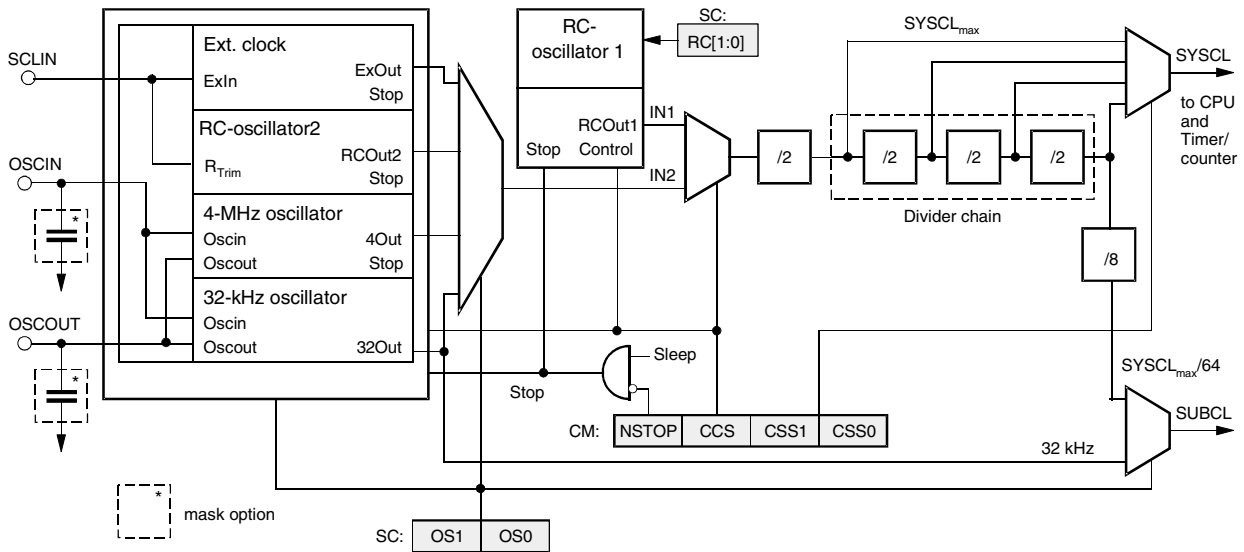 SCLIN
OSCIN
*
OSCOUT
*
Ext. clock
ExIn
ExOut
Stop
RC-oscillator2
RTrim
RCOut2
Stop
4-MHz oscillator
Oscin
Oscout
4Out
Stop
32-kHz oscillator
Oscin
Oscout
32Out
RC-
oscillator 1
RCOut1
Stop Control
SC:
RC[1:0]
IN1
IN2
/2
/2
/2
/2
Divider chain
SYSCLmax
SYSCL
to CPU
and
Timer/
counter
/8
Sleep
Stop
CM: NSTOP CCS CSS1 CSS0
SYSCLmax/64
SUBCL
32 kHz
*
mask option
SC: OS1 OS0